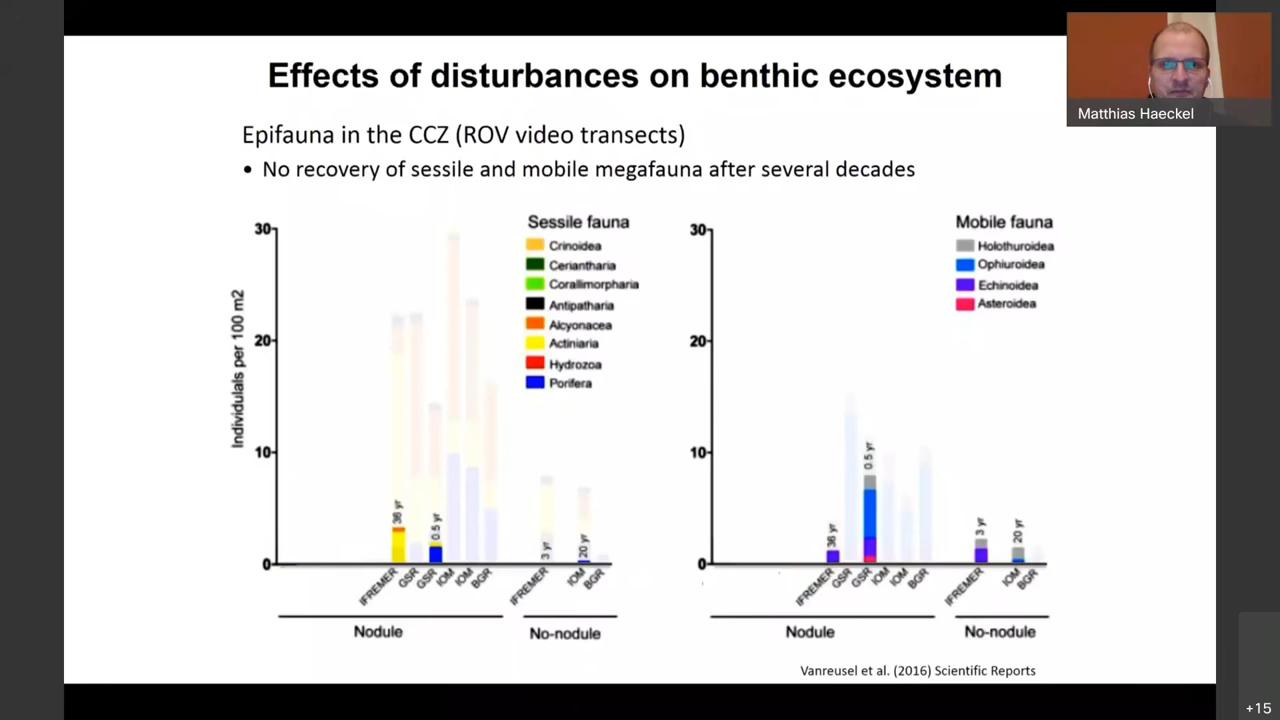 Effects of disturbances on benthic ecosystem
Matthias Haeckel
Epifauna in the CCZ (ROV video transects)
• No recovery of sessile and mobile megafauna after several decades
Individulals per 100 m2
30
20
10
0
Sessile fauna
Crinoidea
Ceriantharia
Corallimorpharia
Antipatharia
Alcyonacea
Actiniaria
Hydrozoa
Porifera
36 yr
0.5 yr
3 yr
20 yr
IFREMER
GSR
GSR
IOM
IOM
BGR
IFREMER
IOM
BGR
Nodule
No-nodule
30
20
10
0
Mobile fauna
Holothuroidea
Ophiuroidea
Echinoidea
Asteroidea
36 yr
0.5 yr
3 yr
20 yr
IFREMER
GSR
GSR
IOM
IOM
BGR
IFREMER
IOM
BGR
Nodule
No-nodule
Vanreusel et al. (2016) Scientific Reports
+15